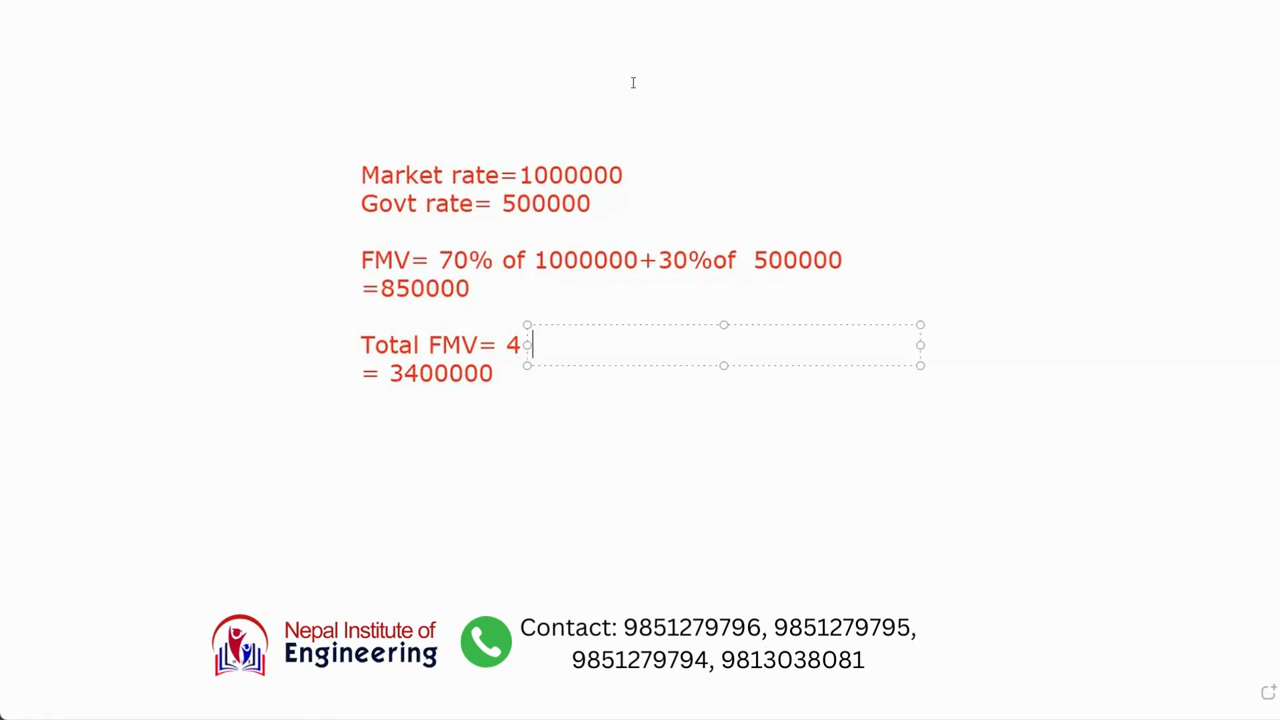 Market rate=1000000
Govt rate= 500000
FMV= 70% of 1000000+30%of  500000
=850000
Total FMV= 4
= 3400000
Nepal Institute of
Engineering
Contact: 9851279796, 9851279795,
9851279794, 9813038081